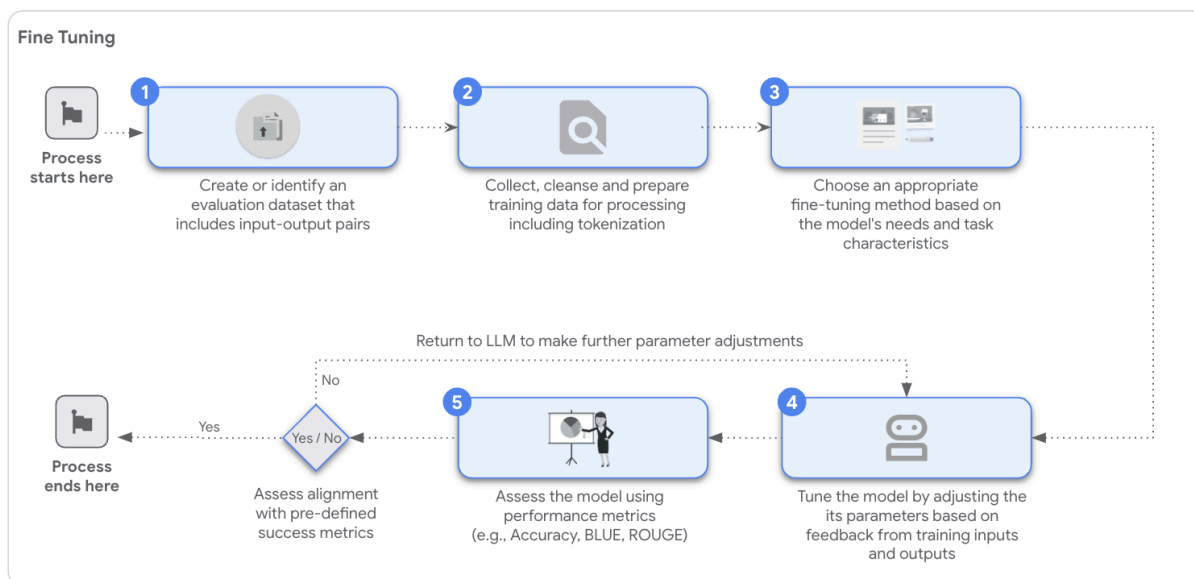 Fine Tuning
Process
starts here
1
Create or identify an
evaluation dataset that
includes input-output pairs
2
Collect, cleanse and prepare
training data for processing
including tokenization
3
Choose an appropriate
fine-tuning method based on
the model's needs and task
characteristics
Return to LLM to make further parameter adjustments
4
Tune the model by adjusting the
its parameters based on
feedback from training inputs
and outputs
5
Assess the model using
performance metrics
(e.g., Accuracy, BLUE, ROUGE)
No
Yes / No
Assess alignment
with pre-defined
success metrics
Yes
Process
ends here